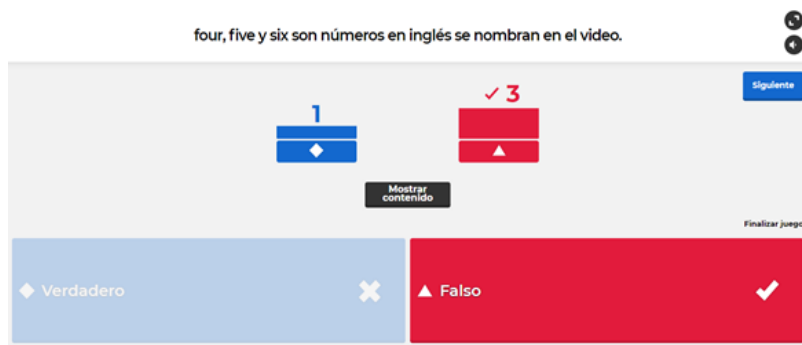 four, five y six son números en inglés se nombran en el video.
Siguiente
1
3
Mostrar
contenido
Finalizar juego
Verdadero
Falso